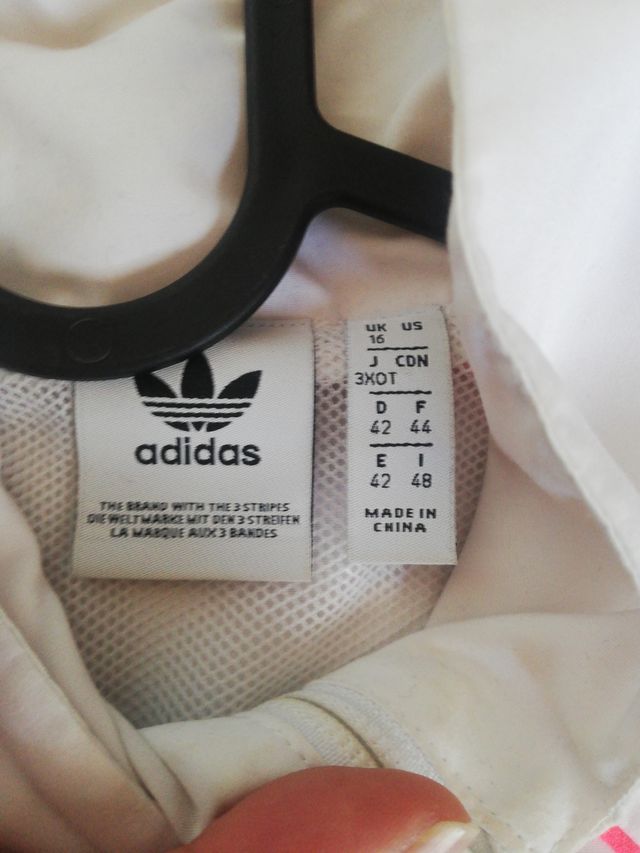 adidas
THE BRAND WITH THE 3 STRIPES
DIE WELTMARKE MIT DEN 3 STREIFEN
LA MARQUE AUX 3 BANDES
UK US
16
J CDN
3XOT
D F
42 44
E I
42 48
MADE IN
CHINA